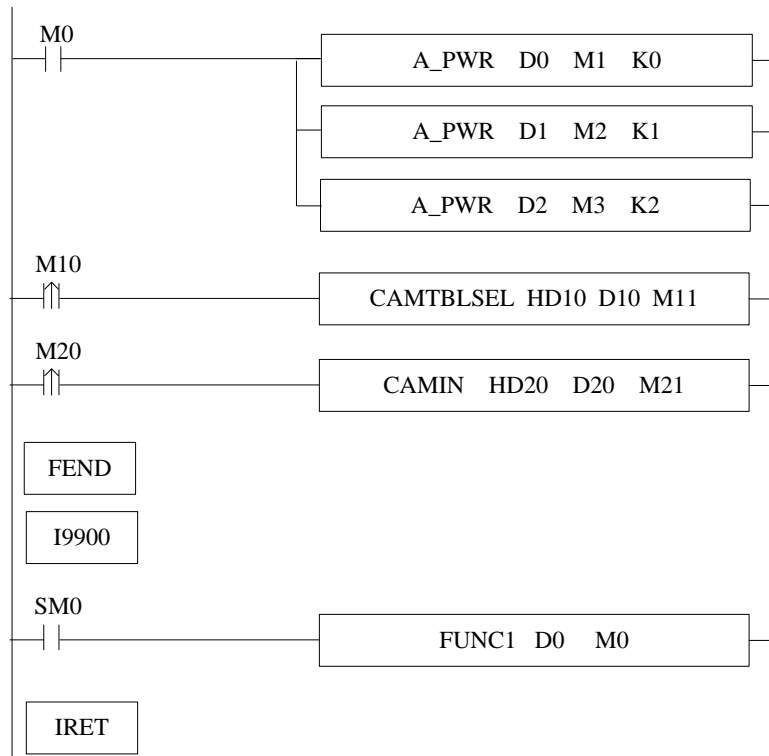 M0
A_PWR D0 M1 K0
A_PWR D1 M2 K1
A_PWR D2 M3 K2
M10
CAMTBLSEL HD10 D10 M11
M20
CAMIN HD20 D20 M21
FEND
I9900
SM0
FUNC1 D0 M0
IRET